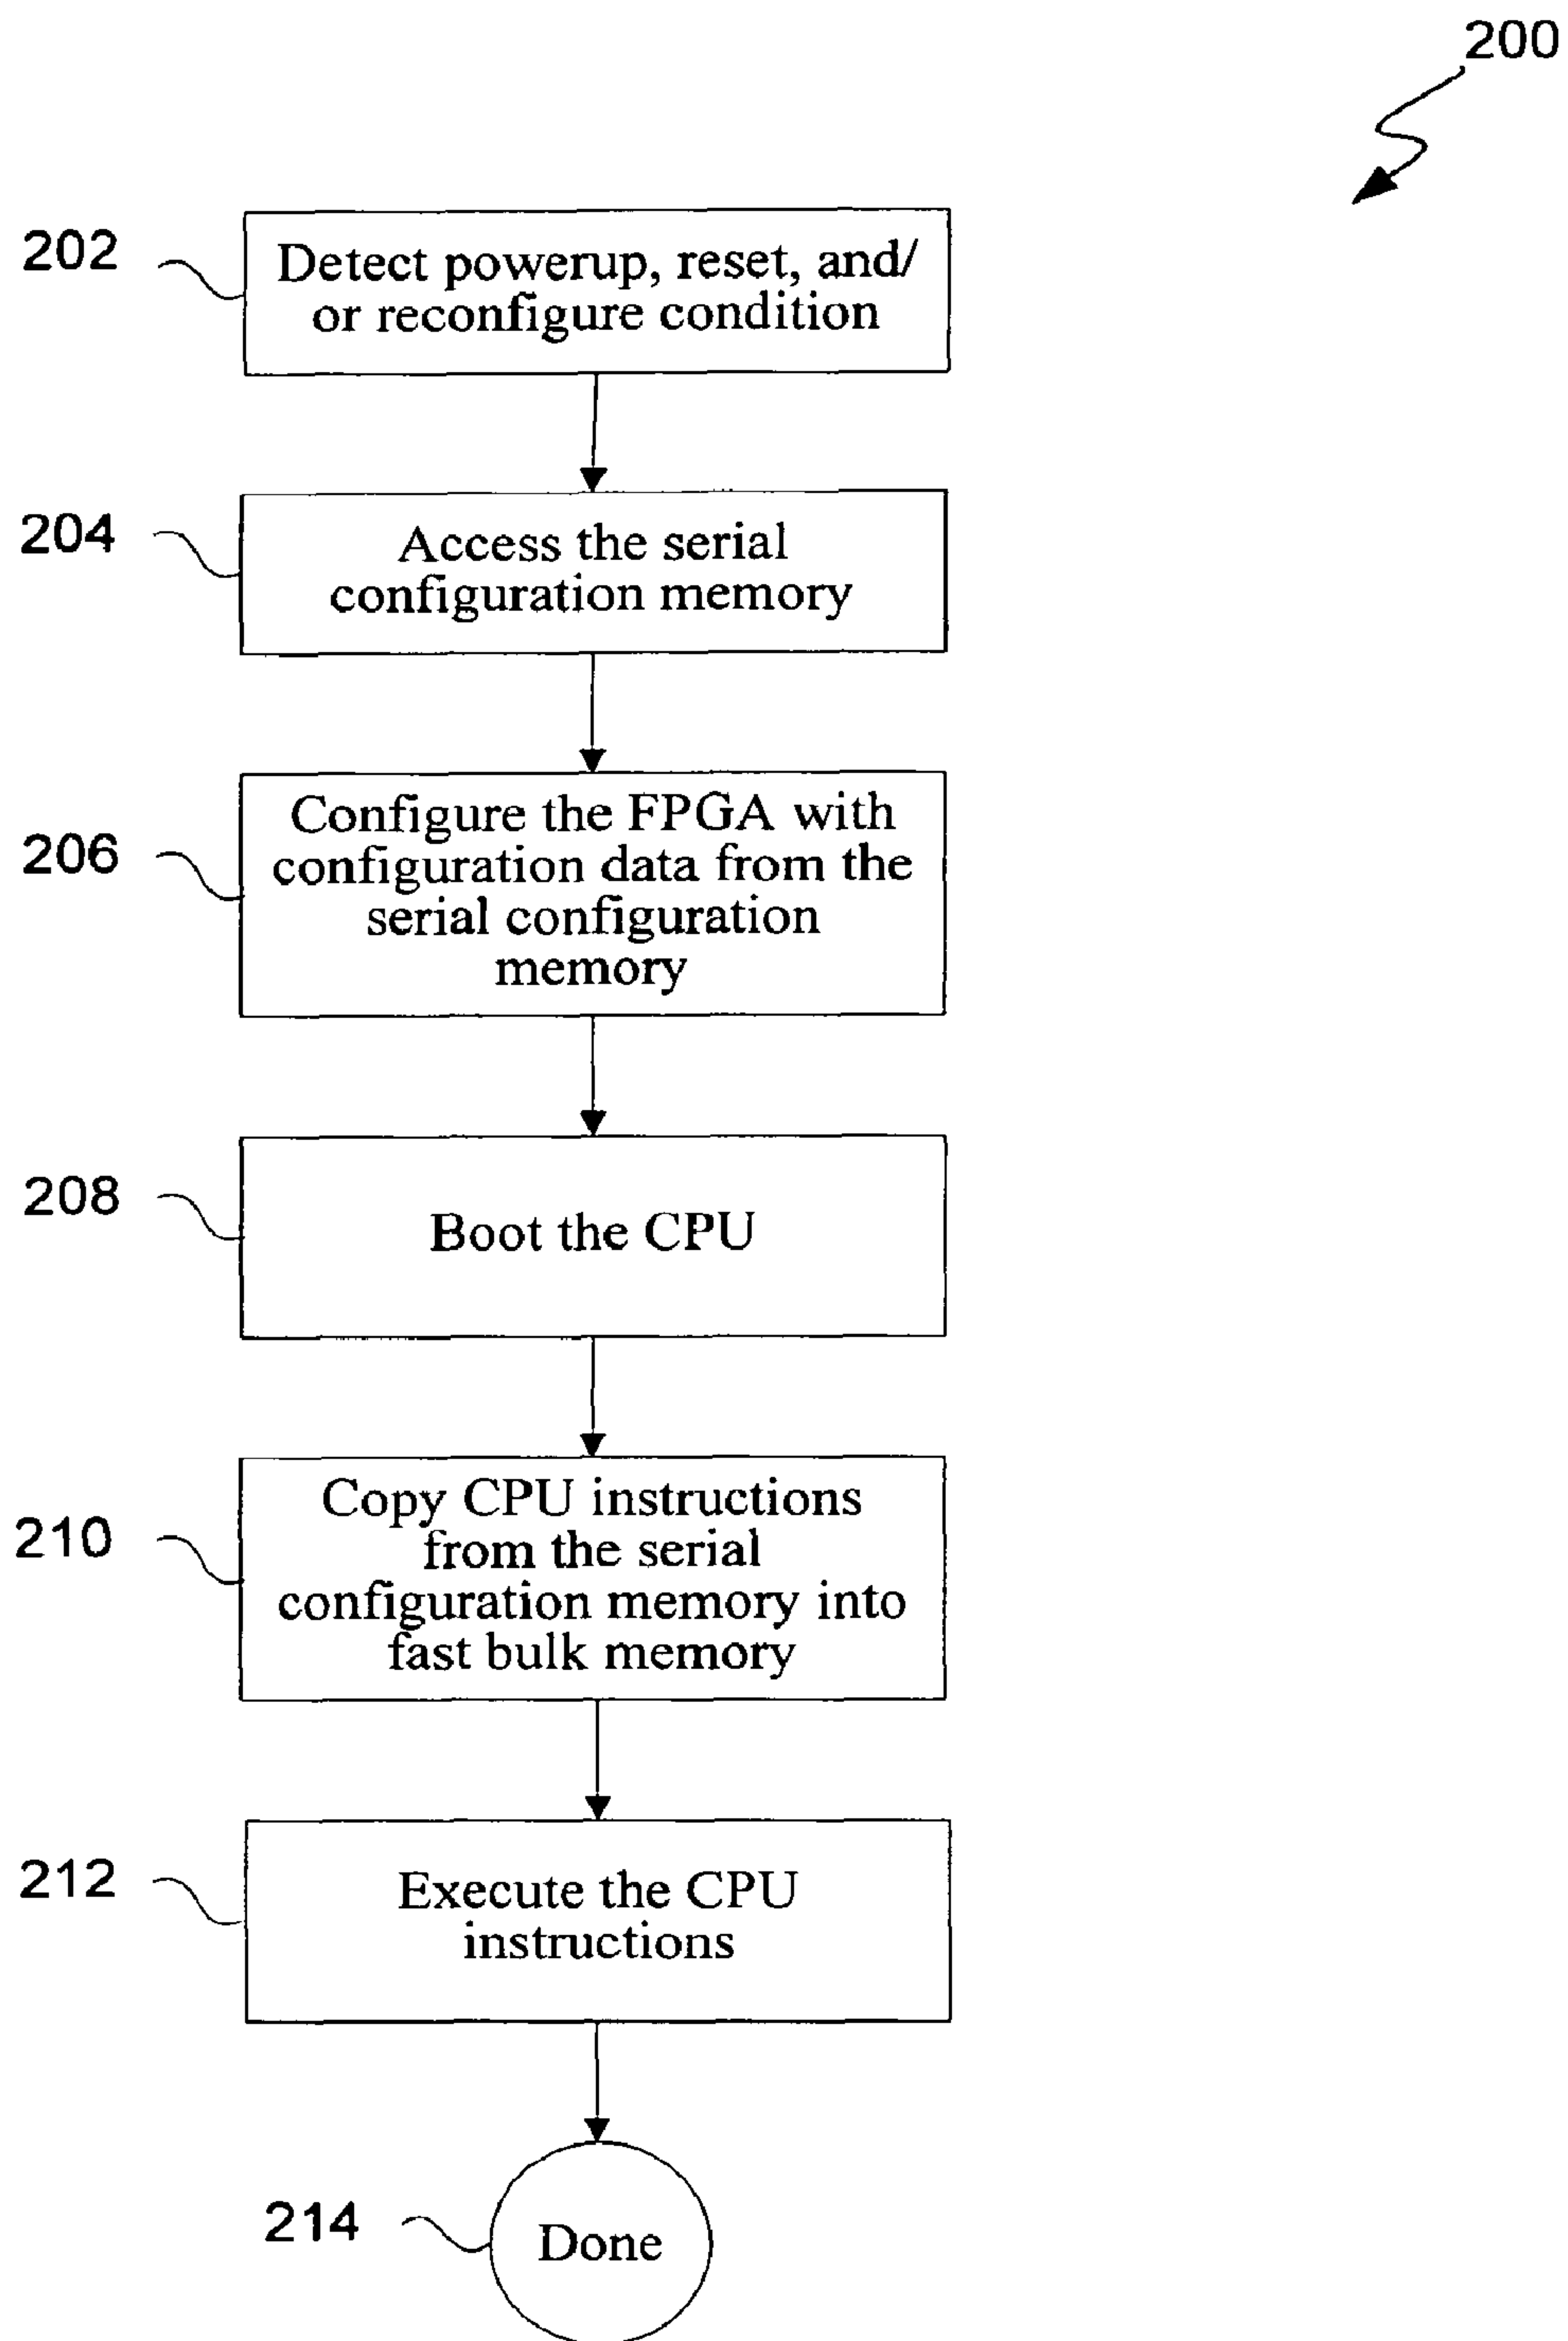 200
202
Detect powerup, reset, and/
or reconfigure condition
204
Access the serial
configuration memory
206
Configure the FPGA with
configuration data from the
serial configuration
memory
208
Boot the CPU
210
Copy CPU instructions
from the serial
configuration memory into
fast bulk memory
212
Execute the CPU
instructions
214
Done